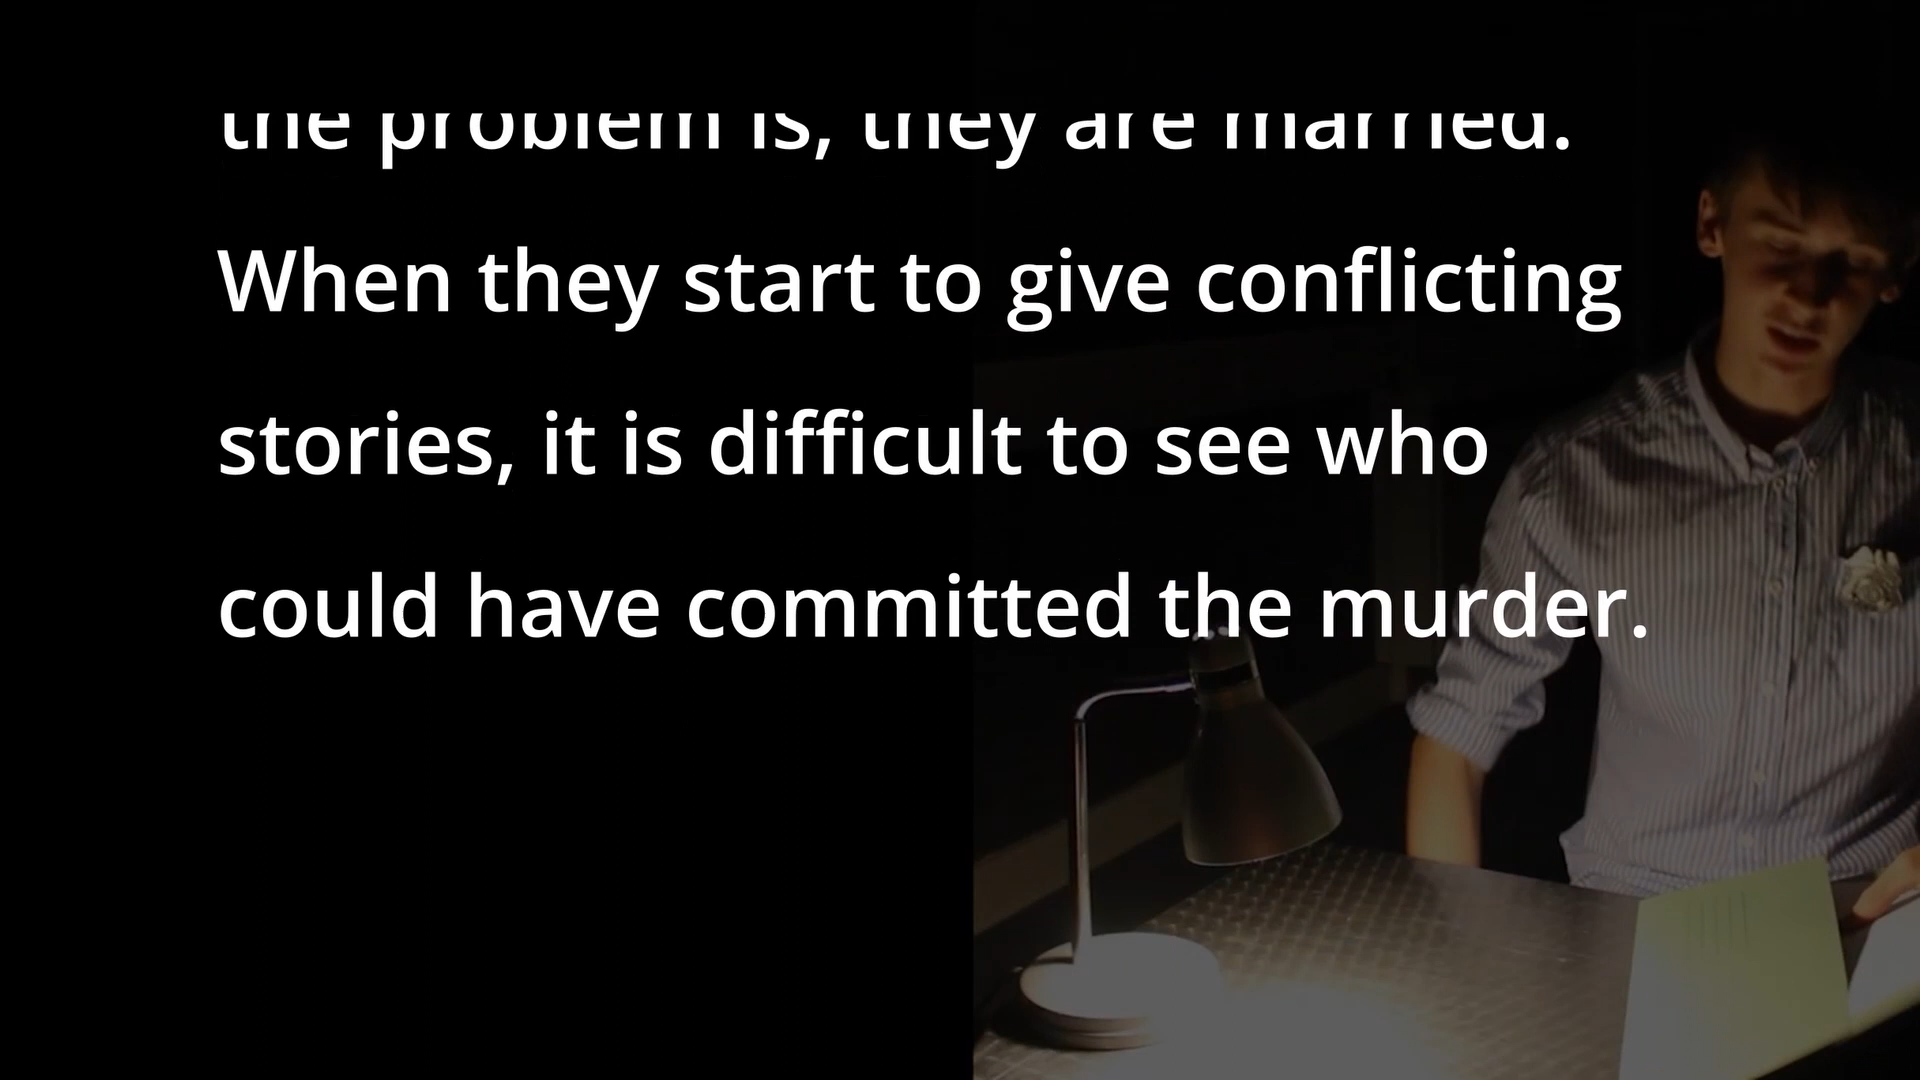 the problem is, they are married.
When they start to give conflicting
stories, it is difficult to see who
could have committed the murder.